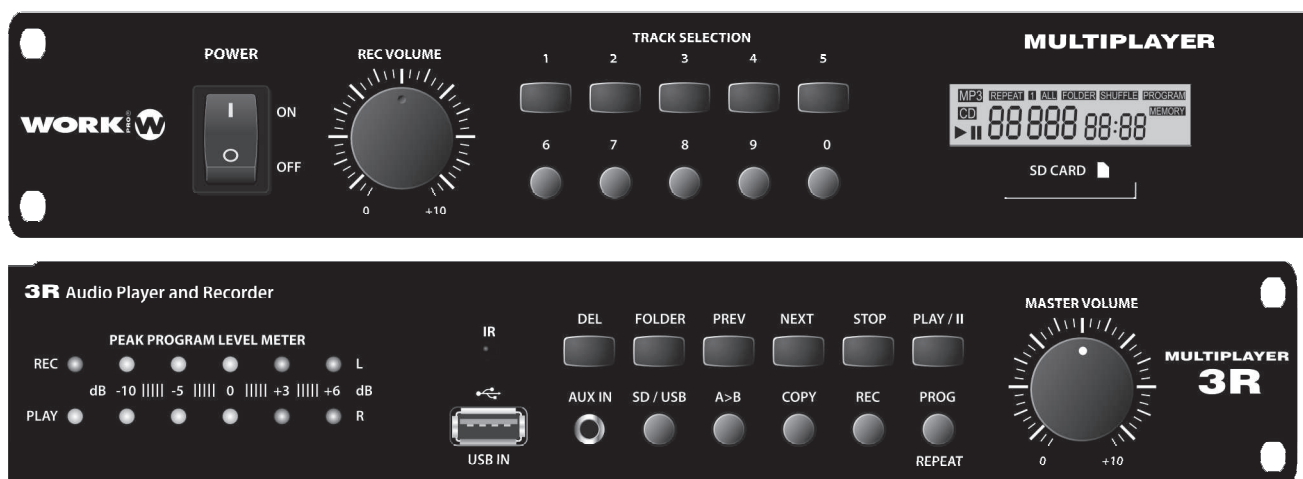 POWER
REC VOLUME
TRACK SELECTION
MULTIPLAYER
1 2 3 4 5
MP3 REPEAT 1 ALL FOLDER SHUFFLE PROGRAM
CD MEMORY
88888 88:88
WORK PRO® W
ON
OFF
6 7 8 9 0
SD CARD
0 +10
3R Audio Player and Recorder
PEAK PROGRAM LEVEL METER
REC L
dB -10 -5 0 +3 +6 dB
PLAY R
IR
USB IN
DEL FOLDER PREV NEXT STOP PLAY / II
AUX IN SD / USB A>B COPY REC PROG
REPEAT
MASTER VOLUME
0 +10
MULTIPLAYER
3R